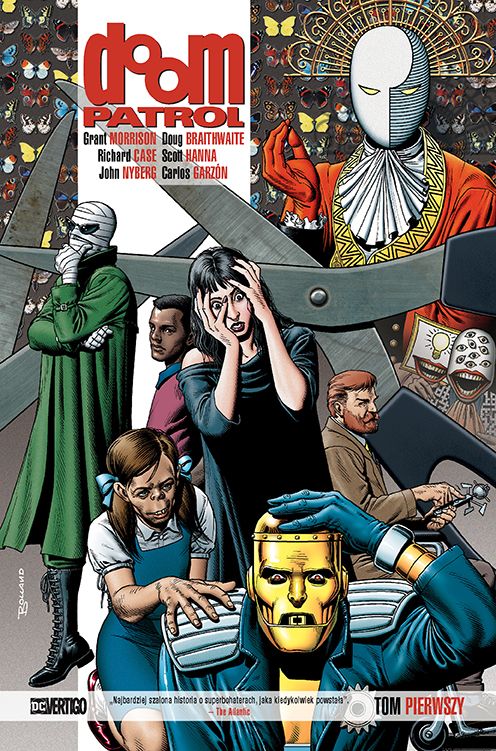 doom
PATROL
Grant MORRISON Doug BRAITHWAITE
Richard CASE Scott HANNA
John NYBERG Carlos GARZÓN
BOLLAND
DC VERTIGO
„Najbardziej szalona historia o superbohaterach, jaka kiedykolwiek powstała”.
– The Atlantic
TOM PIERWSZY